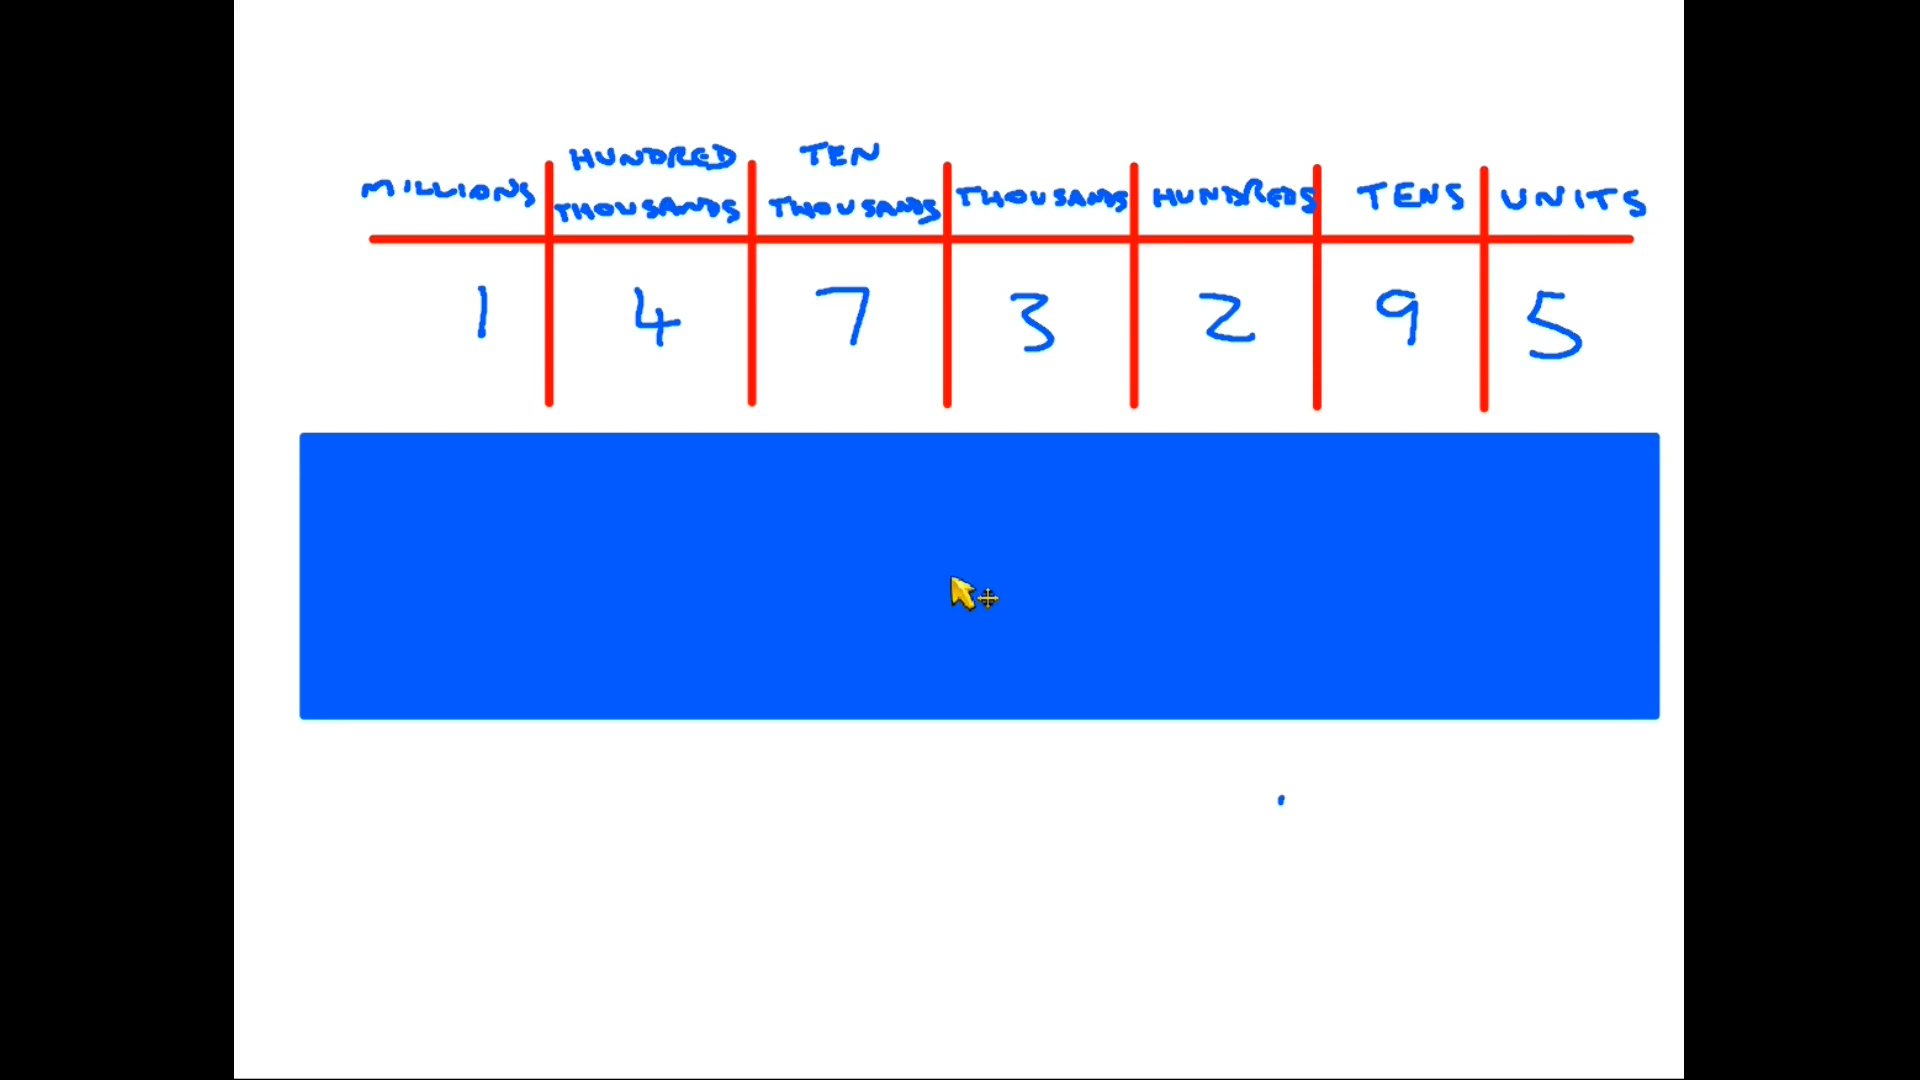 MILLIONS HUNDRED THOUSANDS TEN THOUSANDS THOUSANDS HUNDREDS TENS UNITS
1 4 7 3 2 9 5